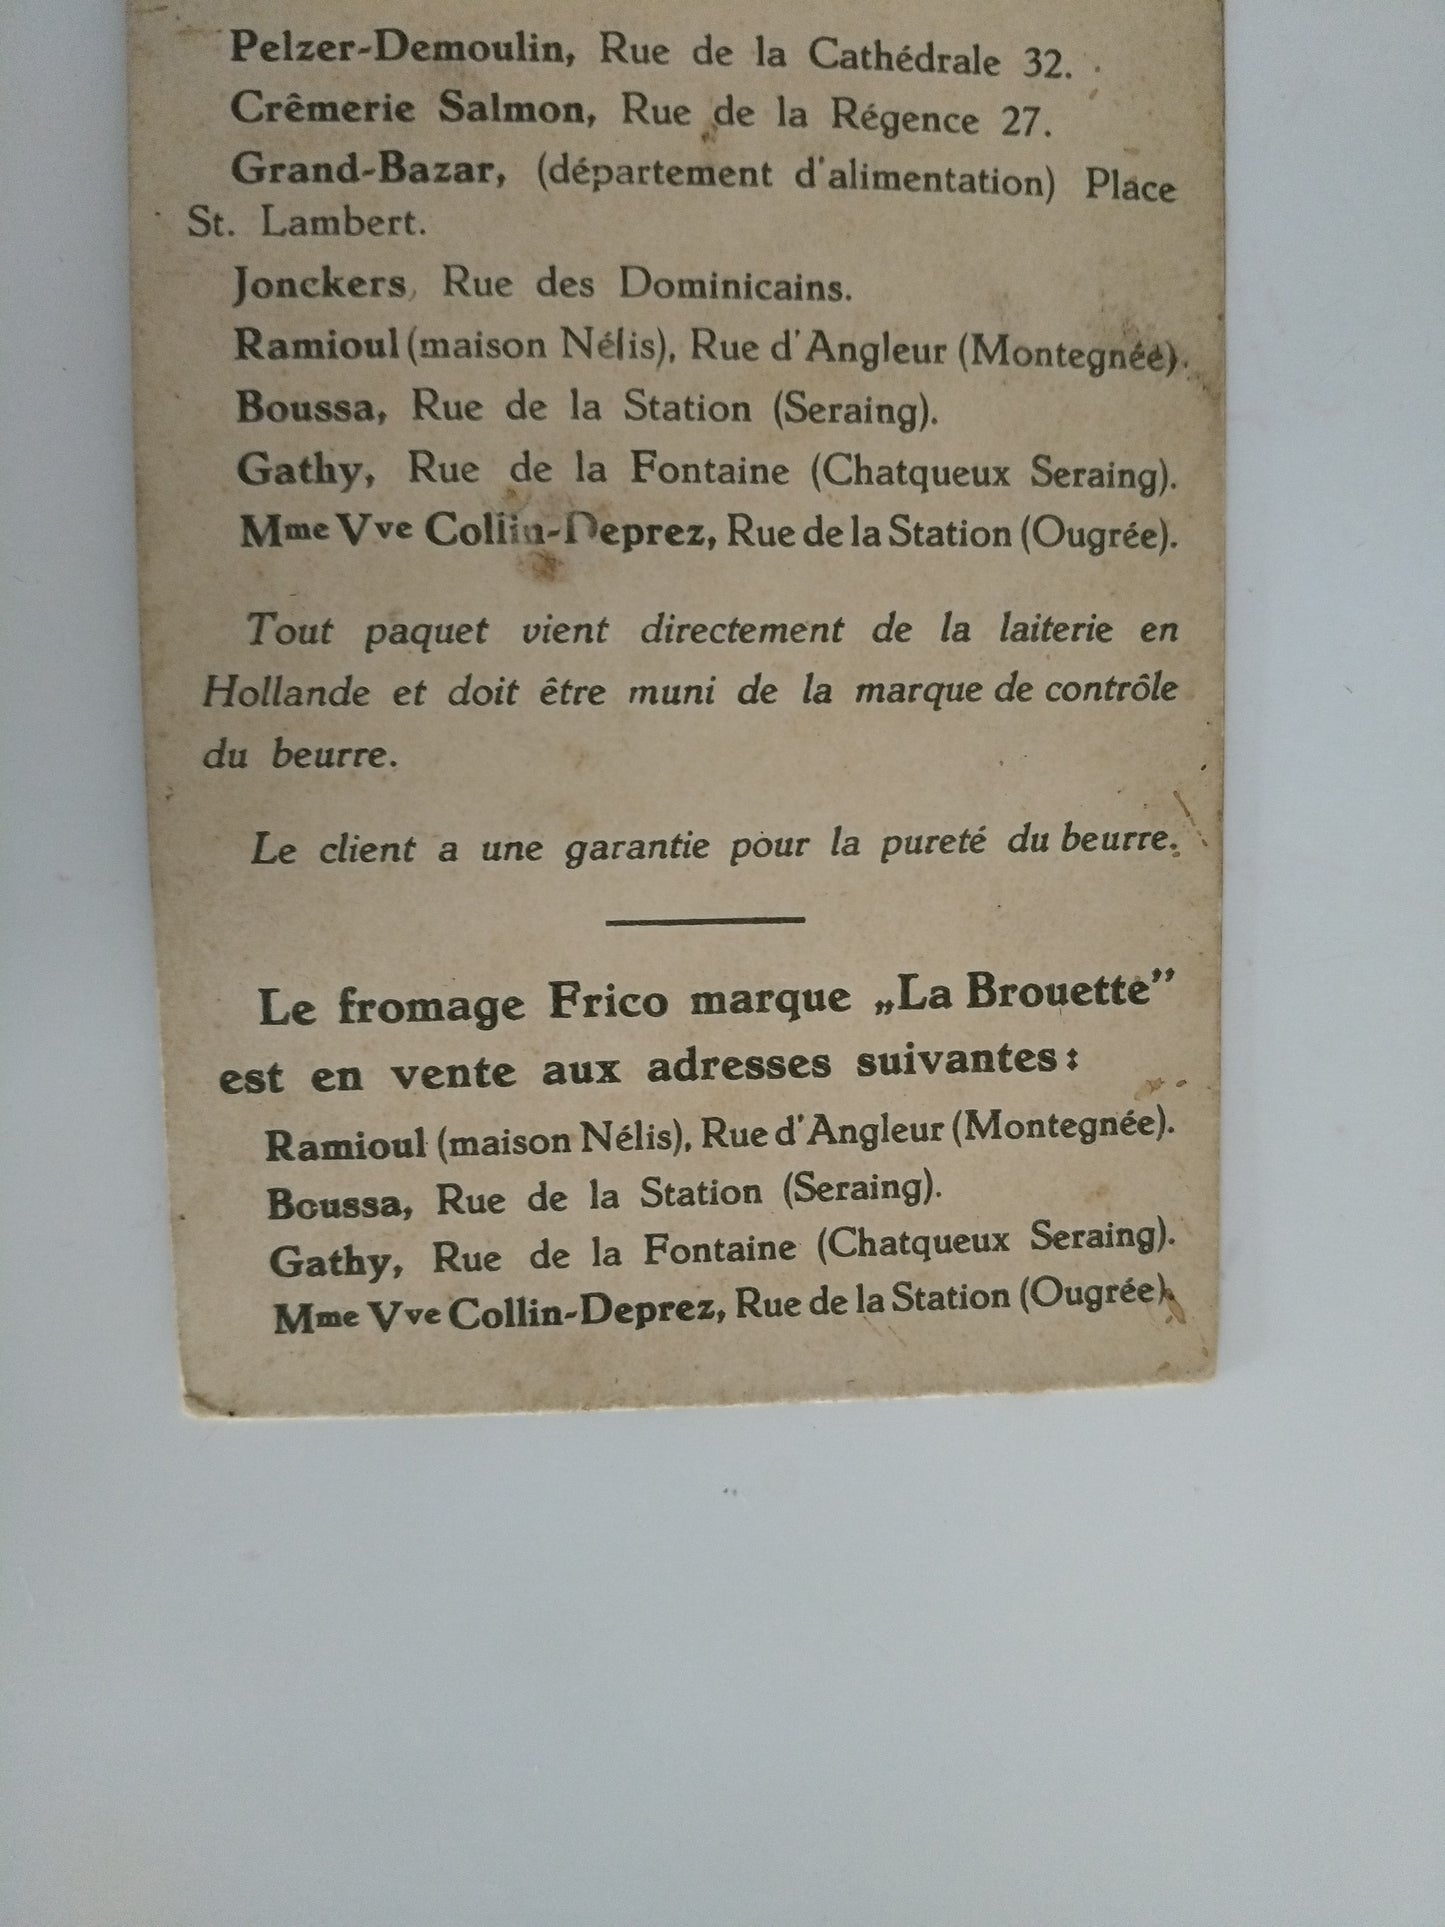 Pelzer-Demoulin, Rue de la Cathédrale 32.
Crêmerie Salmon, Rue de la Régence 27.
Grand-Bazar, (département d'alimentation) Place
St. Lambert.
Jonckers, Rue des Dominicains.
Ramioul (maison Nélis), Rue d'Angleur (Montegnée).
Boussa, Rue de la Station (Seraing).
Gathy, Rue de la Fontaine (Chatqueux Seraing).
Mme Vve Collin-Deprez, Rue de la Station (Ougrée).
Tout paquet vient directement de la laiterie en
Hollande et doit être muni de la marque de contrôle
du beurre.
Le client a une garantie pour la pureté du beurre.
Le fromage Frico marque „La Brouette”
est en vente aux adresses suivantes:
Ramioul (maison Nélis), Rue d'Angleur (Montegnée).
Boussa, Rue de la Station (Seraing).
Gathy, Rue de la Fontaine (Chatqueux Seraing).
Mme Vve Collin-Deprez, Rue de la Station (Ougrée).